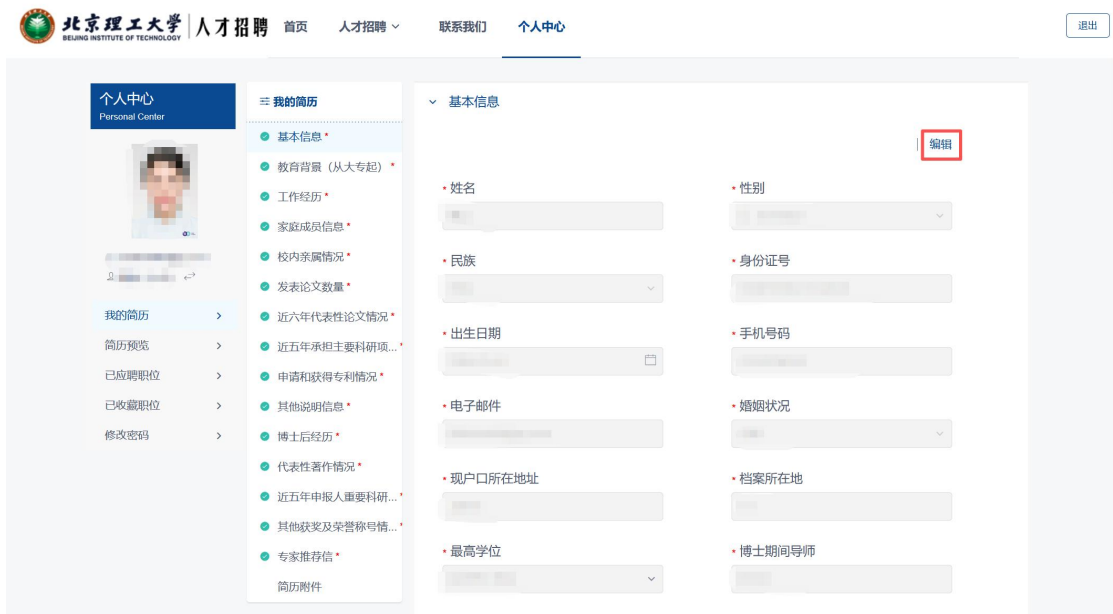 北京理工大学
BEIJING INSTITUTE OF TECHNOLOGY
人才招聘
首页
人才招聘
联系我们
个人中心
退出
个人中心
Personal Center
我的简历
简历预览
已应聘职位
已收藏职位
修改密码
我的简历
基本信息*
教育背景（从大专起）*
工作经历*
家庭成员信息*
校内亲属情况*
发表论文数量*
近六年代表性论文情况*
近五年承担主要科研项...*
申请和获得专利情况*
其他说明信息*
博士后经历*
代表性著作情况*
近五年申报人重要科研...*
其他获奖及荣誉称号情...*
专家推荐信*
简历附件
基本信息
编辑
*姓名
*性别
*民族
*身份证号
*出生日期
*手机号码
*电子邮件
*婚姻状况
*现户口所在地址
*档案所在地
*最高学位
*博士期间导师